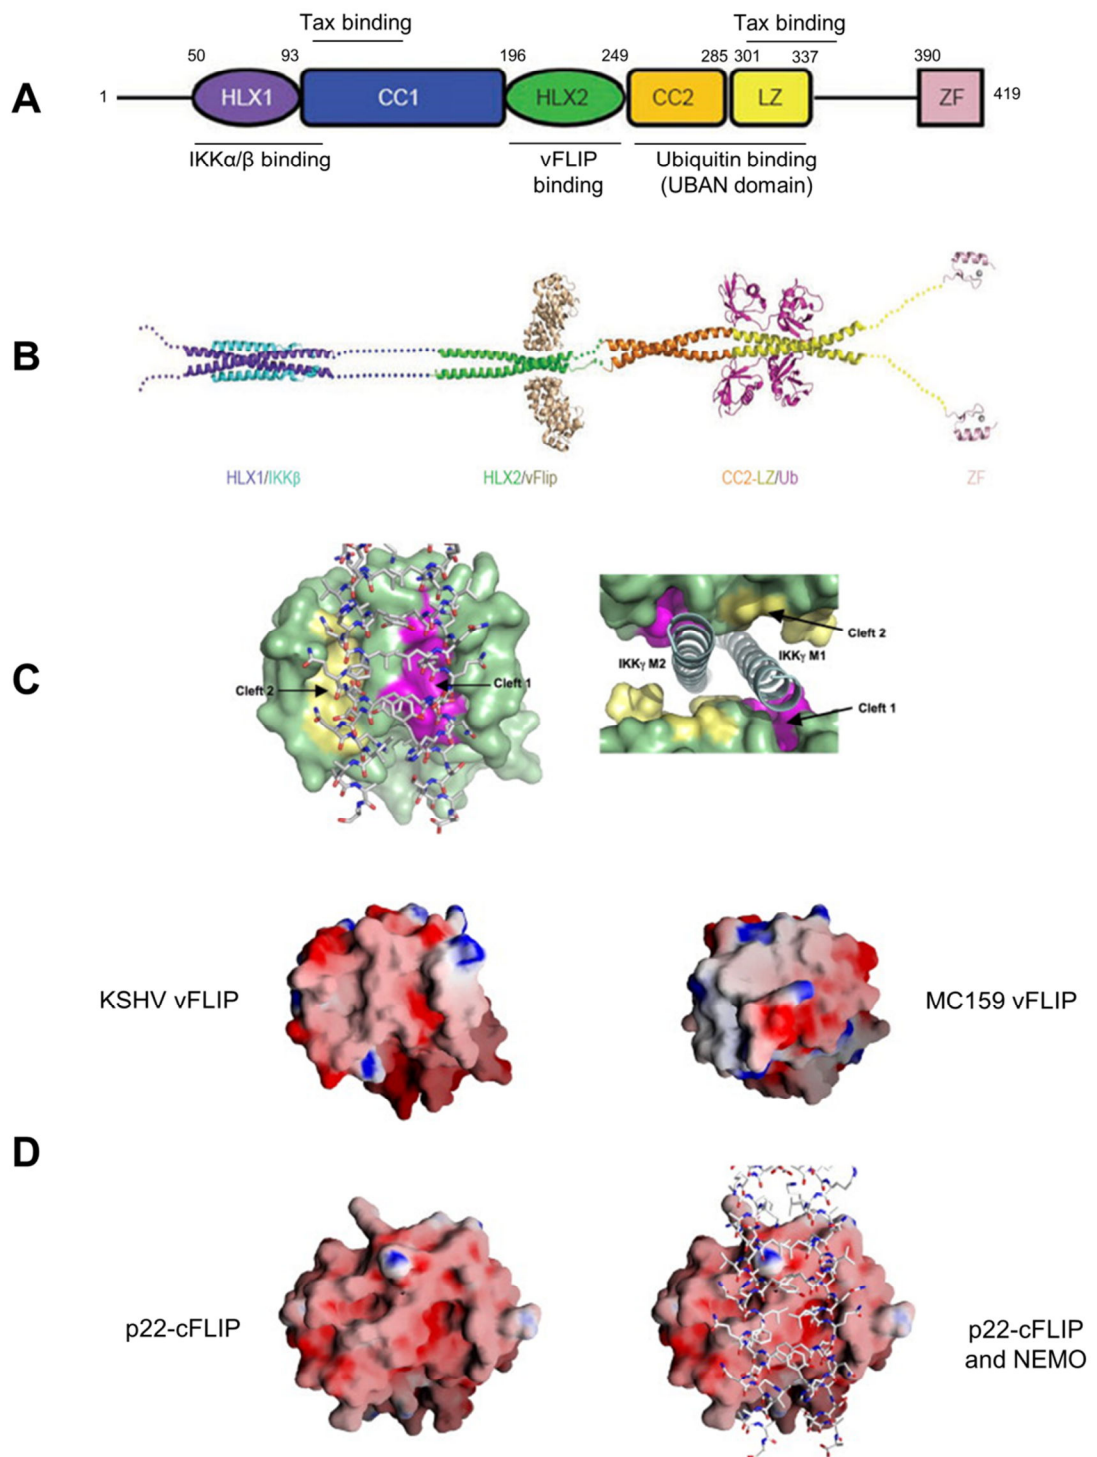 A
Tax binding
Tax binding
50 93 196 249 285 301 337 390
1 HLX1 CC1 HLX2 CC2 LZ ZF 419
IKKα/β binding
vFLIP
binding
Ubiquitin binding
(UBAN domain)
B
HLX1/IKKβ HLX2/vFlip CC2-LZ/Ub ZF
C
Cleft 2
Cleft 1
Cleft 2
IKKγ M2 IKKγ M1
Cleft 1
D
KSHV vFLIP
MC159 vFLIP
p22-cFLIP
p22-cFLIP
and NEMO